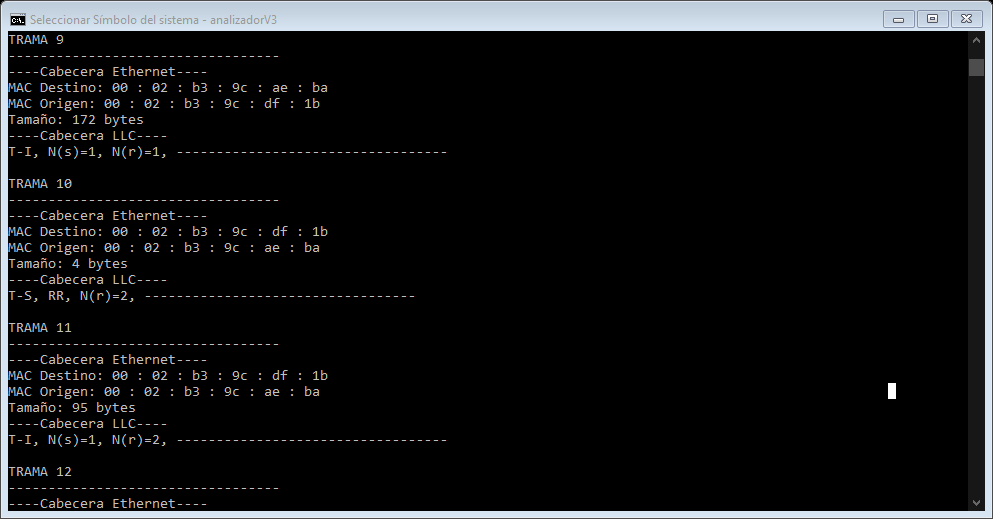 Seleccionar Símbolo del sistema - analizadorV3
TRAMA 9
----------------------------------
----Cabecera Ethernet----
MAC Destino: 00 : 02 : b3 : 9c : ae : ba
MAC Origen: 00 : 02 : b3 : 9c : df : 1b
Tamaño: 172 bytes
----Cabecera LLC----
T-I, N(s)=1, N(r)=1, ----------------------------------

TRAMA 10
----------------------------------
----Cabecera Ethernet----
MAC Destino: 00 : 02 : b3 : 9c : df : 1b
MAC Origen: 00 : 02 : b3 : 9c : ae : ba
Tamaño: 4 bytes
----Cabecera LLC----
T-S, RR, N(r)=2, ----------------------------------

TRAMA 11
----------------------------------
----Cabecera Ethernet----
MAC Destino: 00 : 02 : b3 : 9c : df : 1b
MAC Origen: 00 : 02 : b3 : 9c : ae : ba
Tamaño: 95 bytes
----Cabecera LLC----
T-I, N(s)=1, N(r)=2, ----------------------------------

TRAMA 12
----------------------------------
----Cabecera Ethernet----